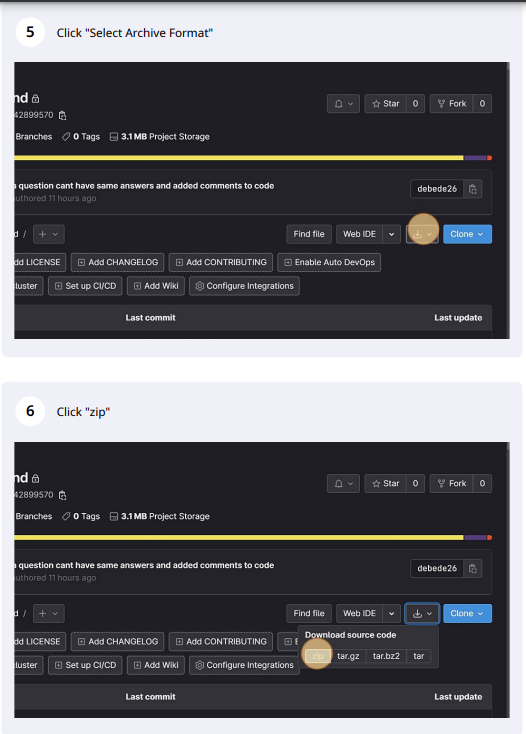 5 Click "Select Archive Format"
nd
42899570
Star 0 Fork 0
Branches 0 Tags 3.1 MB Project Storage
question cant have same answers and added comments to code
uthored 11 hours ago
debede26
d / + Find file Web IDE Clone
dd LICENSE Add CHANGELOG Add CONTRIBUTING Enable Auto DevOps
luster Set up CI/CD Add Wiki Configure Integrations
Last commit Last update
6 Click "zip"
nd
42899570
Star 0 Fork 0
Branches 0 Tags 3.1 MB Project Storage
question cant have same answers and added comments to code
uthored 11 hours ago
debede26
d / + Find file Web IDE Clone
Download source code
dd LICENSE Add CHANGELOG Add CONTRIBUTING
zip tar.gz tar.bz2 tar
luster Set up CI/CD Add Wiki Configure Integrations
Last commit Last update